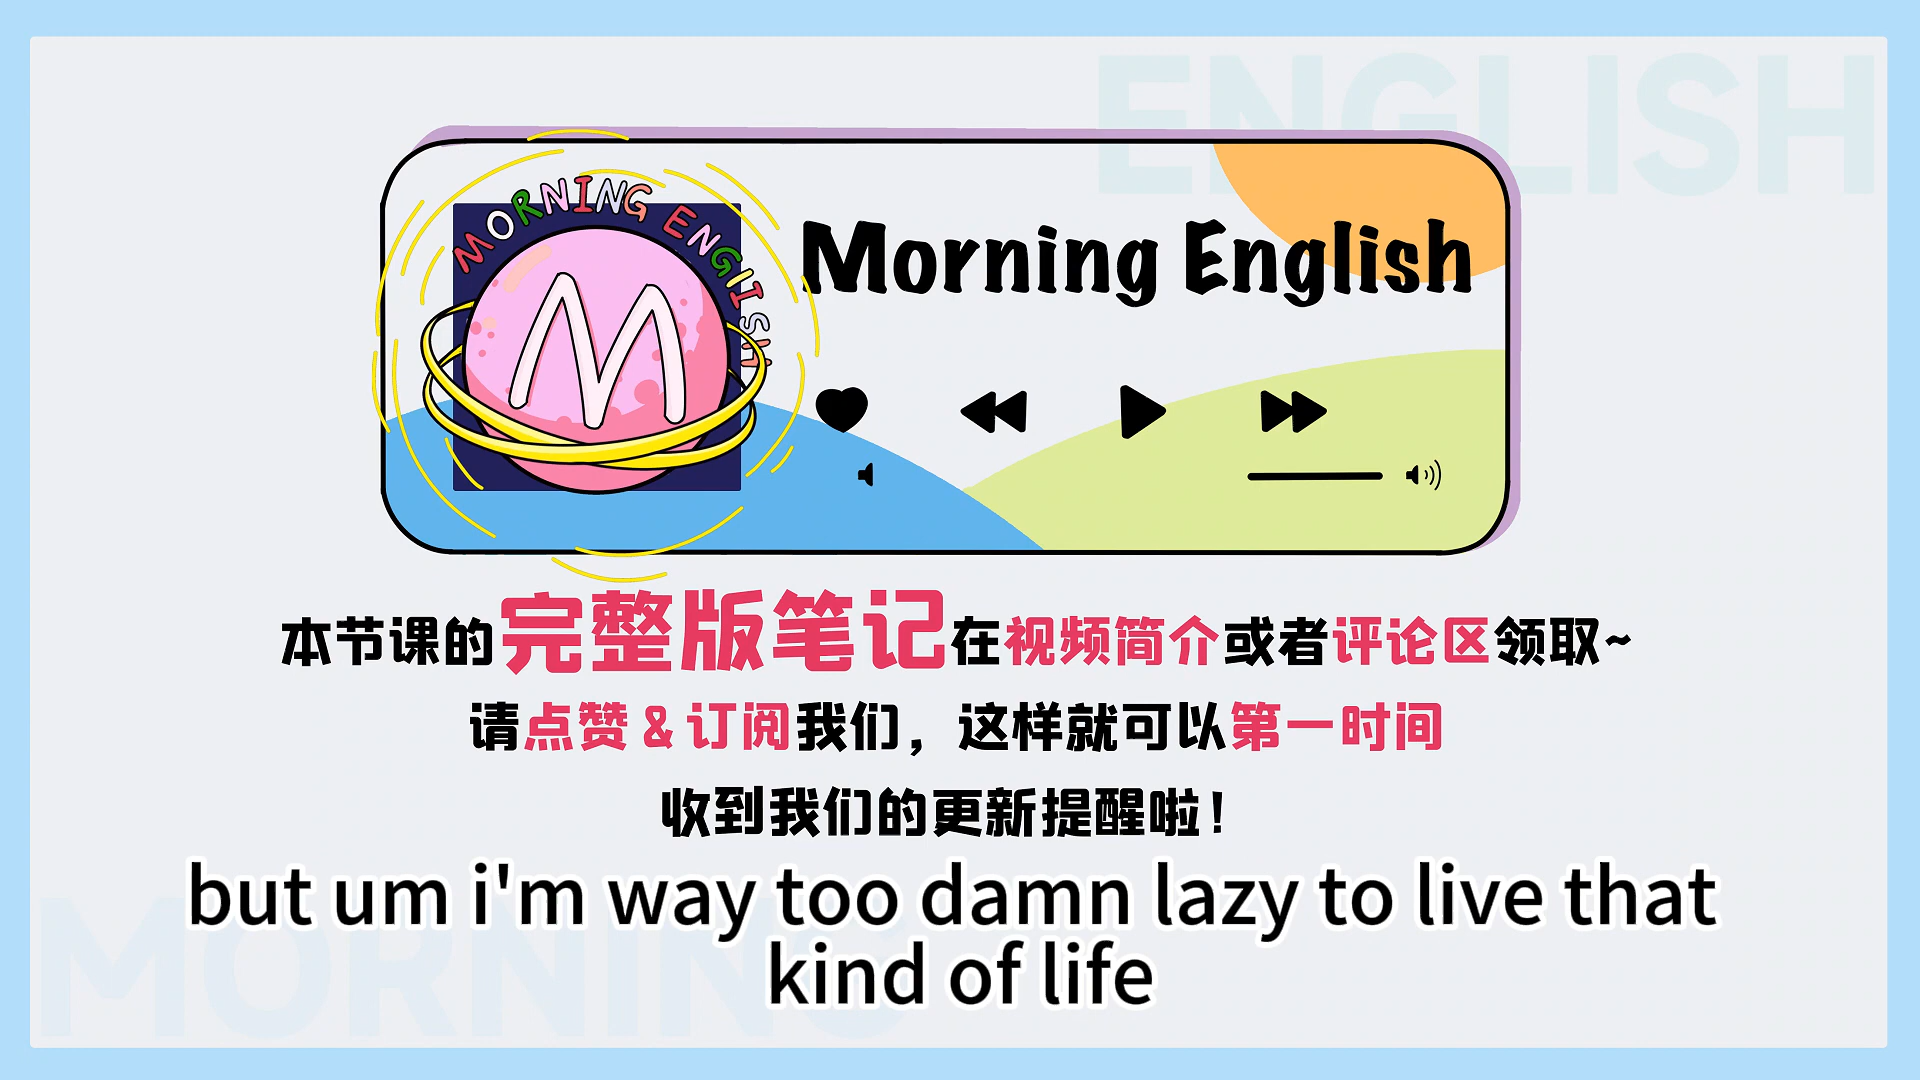 ENGLISH
MORNING ENGLISH
M
Morning English
本节课的完整版笔记在视频简介或者评论区领取~
请点赞&订阅我们，这样就可以第一时间
收到我们的更新提醒啦！
MORNING
but um i'm way too damn lazy to live that
kind of life